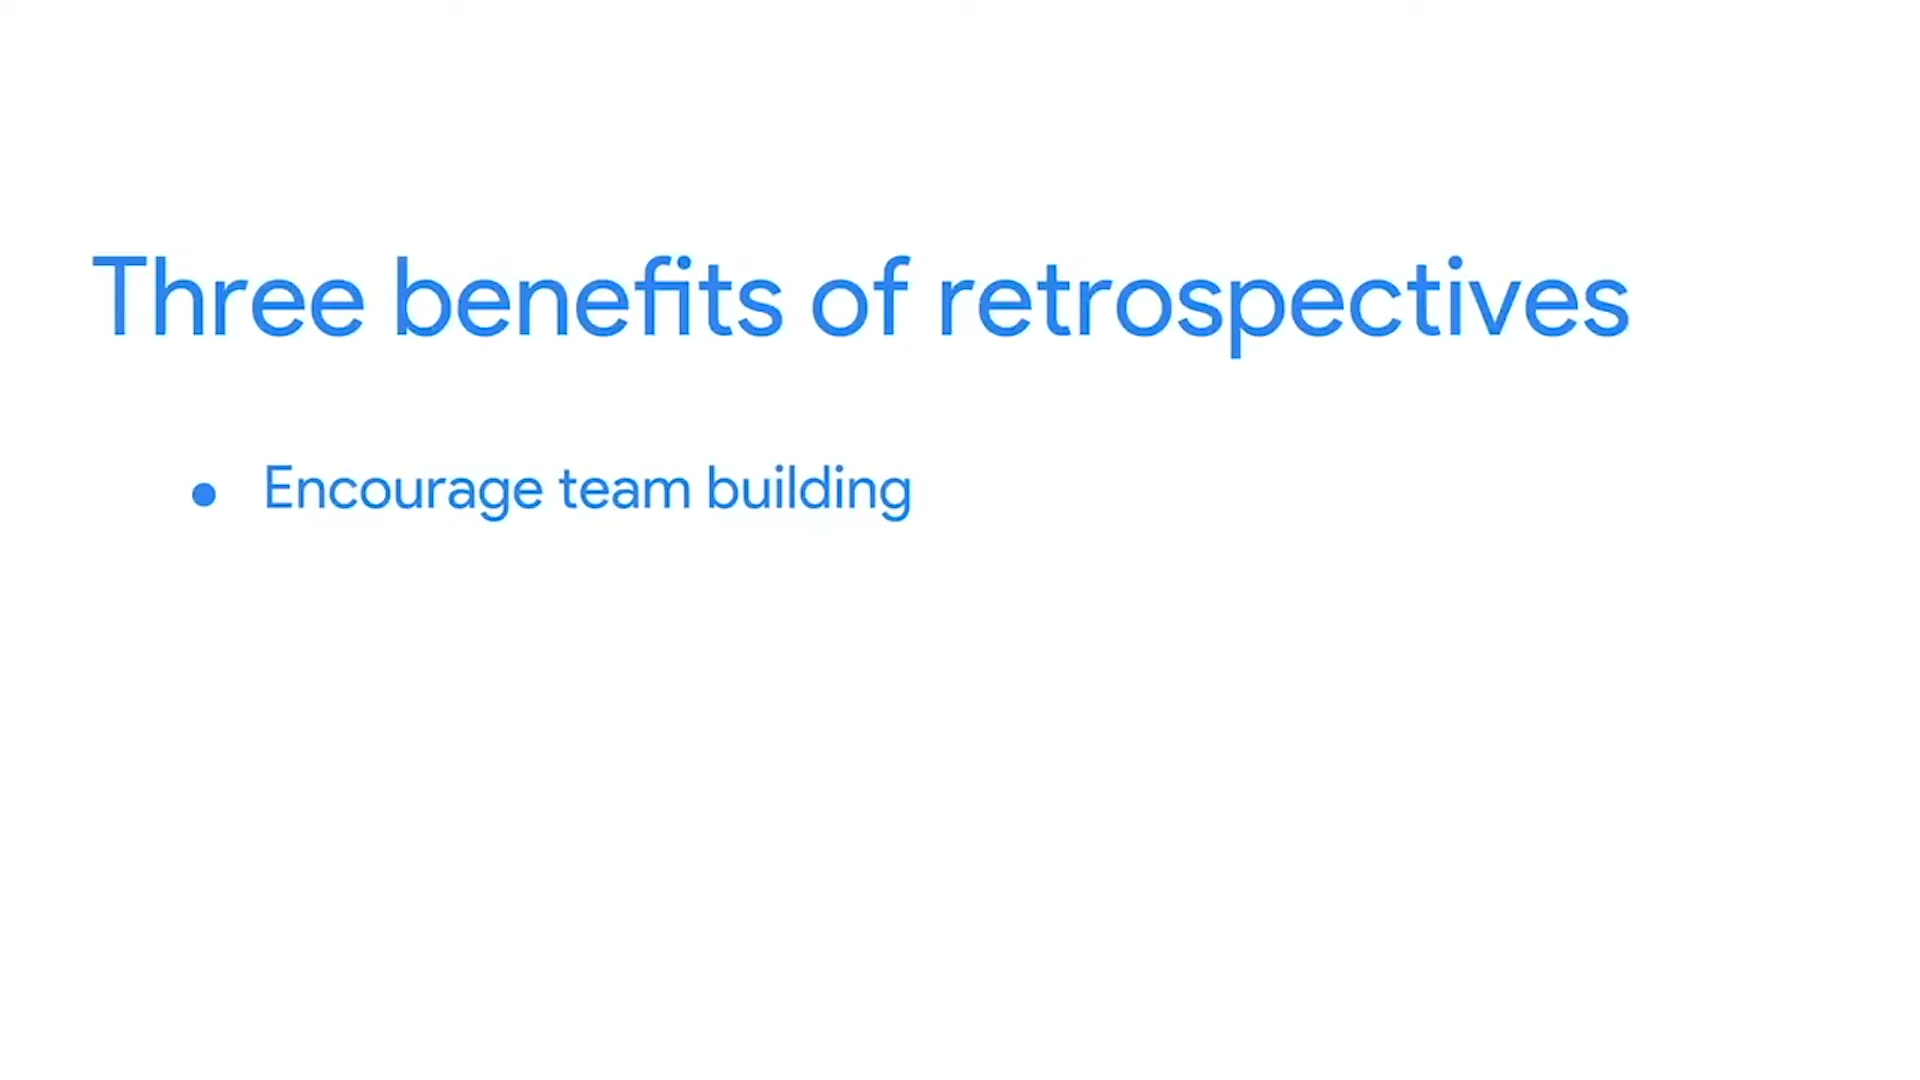 Three benefits of retrospectives
• Encourage team building